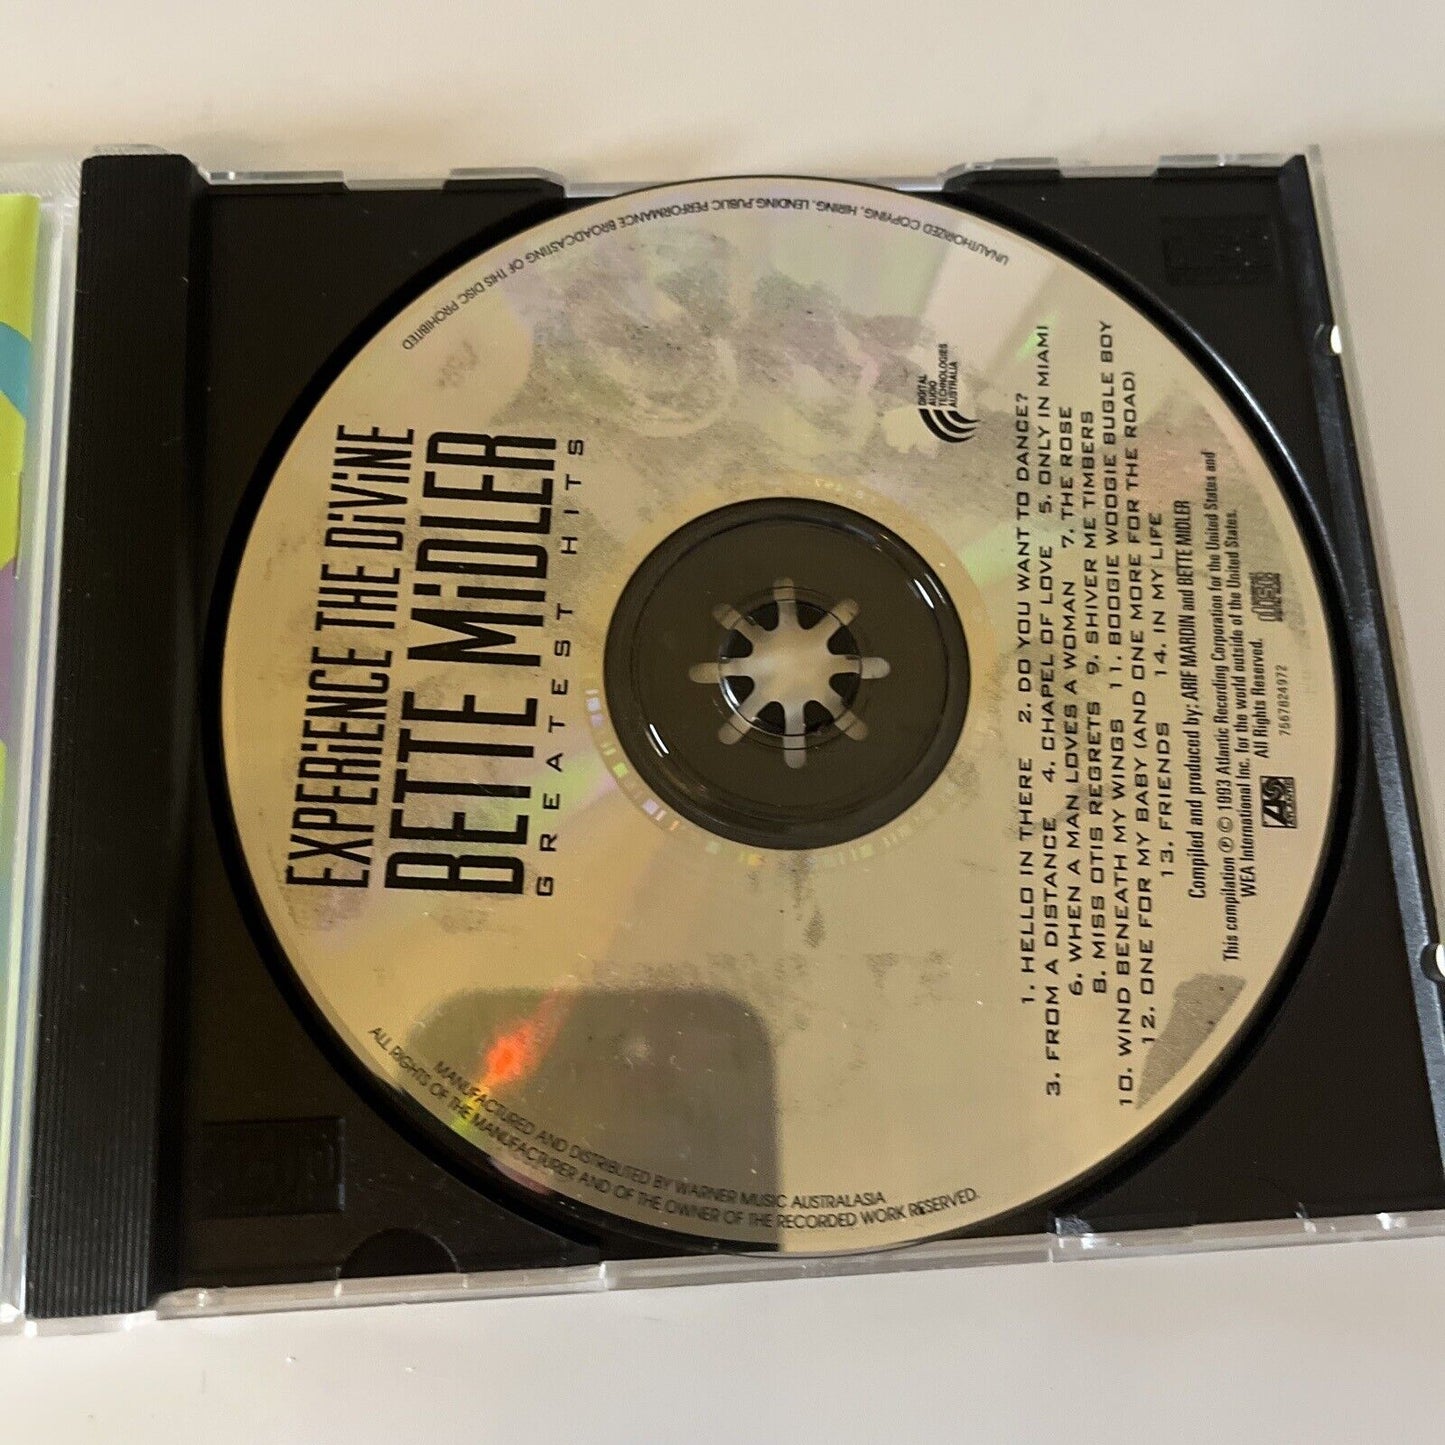 EXPERiENCE THE DiViNE
BETTE MiDLER
GREATEST HITS
UNAUTHORIZED COPYING, HIRING, LENDING, PUBLIC PERFORMANCE BROADCASTING OF THIS DISC PROHIBITED
DIGITAL
AUDIO
TECHNOLOGIES
AUSTRALIA
1. HELLO IN THERE 2. DO YOU WANT TO DANCE?
3. FROM A DISTANCE 4. CHAPEL OF LOVE 5. ONLY IN MIAMI
6. WHEN A MAN LOVES A WOMAN 7. THE ROSE
8. MISS OTIS REGRETS 9. SHIVER ME TIMBERS
10. WIND BENEATH MY WINGS 11. BOOGIE WOOGIE BUGLE BOY
12. ONE FOR MY BABY (AND ONE MORE FOR THE ROAD)
13. FRIENDS 14. IN MY LIFE
Compiled and produced by: ARIF MARDIN and BETTE MIDLER
This compilation ℗ © 1993 Atlantic Recording Corporation for the United States and
WEA International Inc. for the world outside of the United States.
All Rights Reserved.
7567824972
ATLANTIC
disc
MANUFACTURED AND DISTRIBUTED BY WARNER MUSIC AUSTRALASIA
ALL RIGHTS OF THE MANUFACTURER AND OF THE OWNER OF THE RECORDED WORK RESERVED.